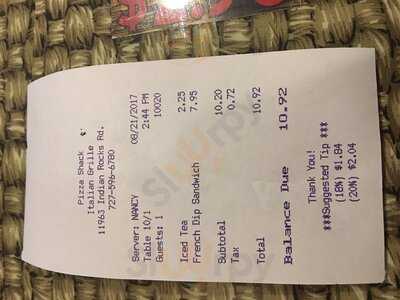 Pizza Shack
Italian Grille
11963 Indian Rocks Rd.
727-596-6780
Server: NANCY 08/21/2017
Table 10/1 2:44 PM
Guests: 1 10020
Iced Tea 2.25
French Dip Sandwich 7.95
Subtotal 10.20
Tax 0.72
Total 10.92
Balance Due 10.92
Thank You!
***Suggested Tip ***
(18%) $1.84
(20%) $2.04